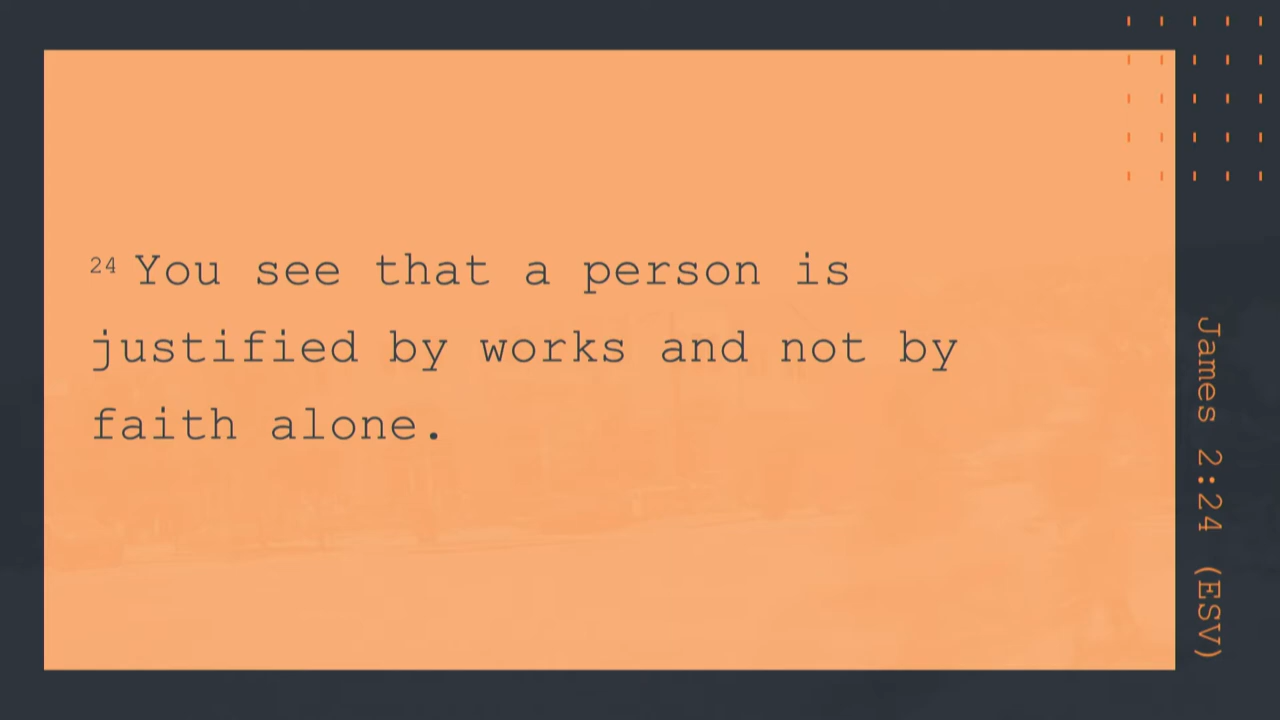 24 You see that a person is
justified by works and not by
faith alone.
James 2:24 (ESV)